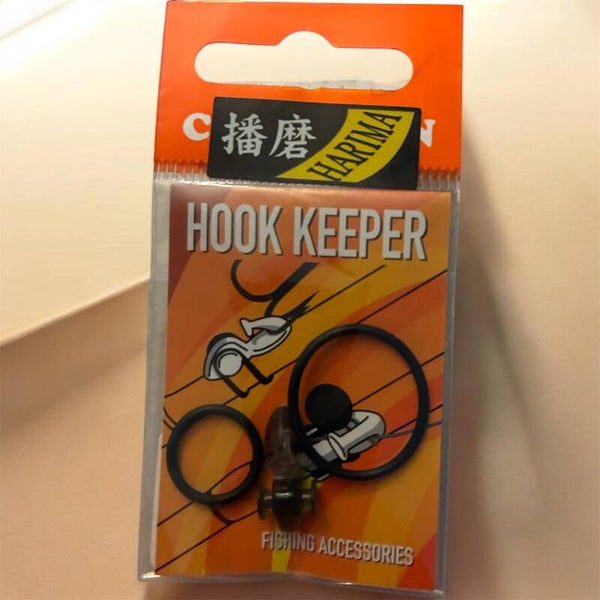 播磨 HARIMA
HOOK KEEPER
FISHING ACCESSORIES